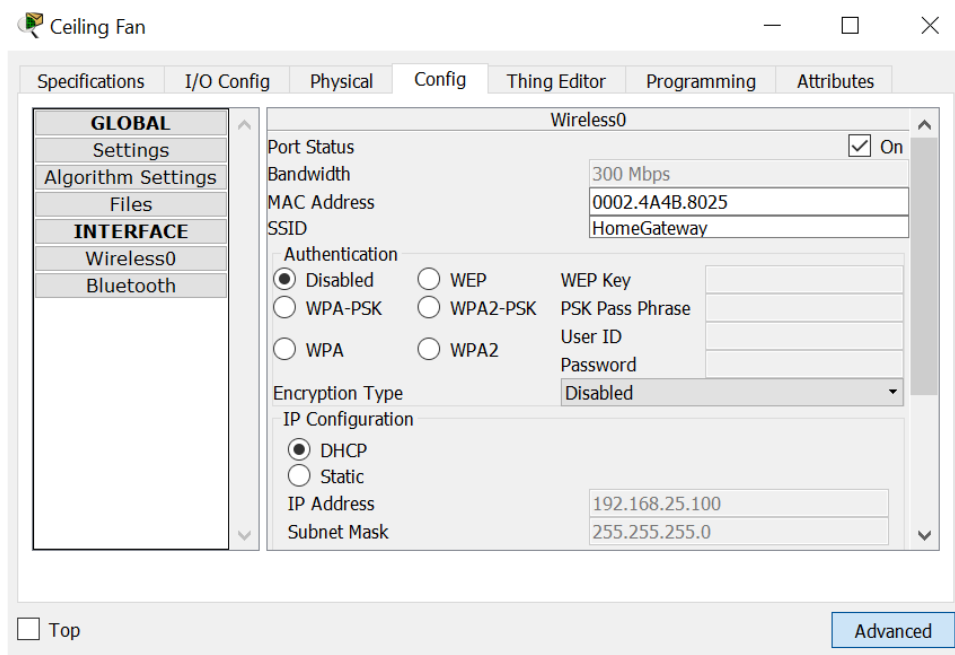 Ceiling Fan
Specifications I/O Config Physical Config Thing Editor Programming Attributes
GLOBAL
Settings
Algorithm Settings
Files
INTERFACE
Wireless0
Bluetooth
Wireless0
Port Status On
Bandwidth 300 Mbps
MAC Address 0002.4A4B.8025
SSID HomeGateway
Authentication
Disabled WEP WEP Key
WPA-PSK WPA2-PSK PSK Pass Phrase
User ID
WPA WPA2
Password
Encryption Type Disabled
IP Configuration
DHCP
Static
IP Address 192.168.25.100
Subnet Mask 255.255.255.0
Top Advanced